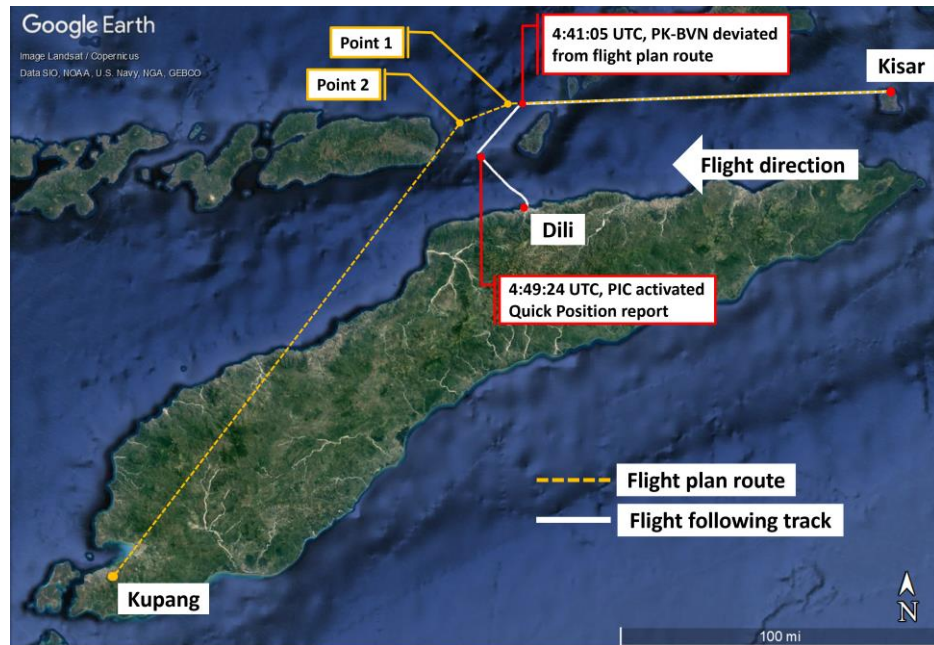 Google Earth
Image Landsat / Copernicus
Data SIO, NOAA, U.S. Navy, NGA, GEBCO
Point 1
Point 2
4:41:05 UTC, PK-BVN deviated
from flight plan route
Kisar
Flight direction
Dili
4:49:24 UTC, PIC activated
Quick Position report
Flight plan route
Flight following track
Kupang
N
100 mi